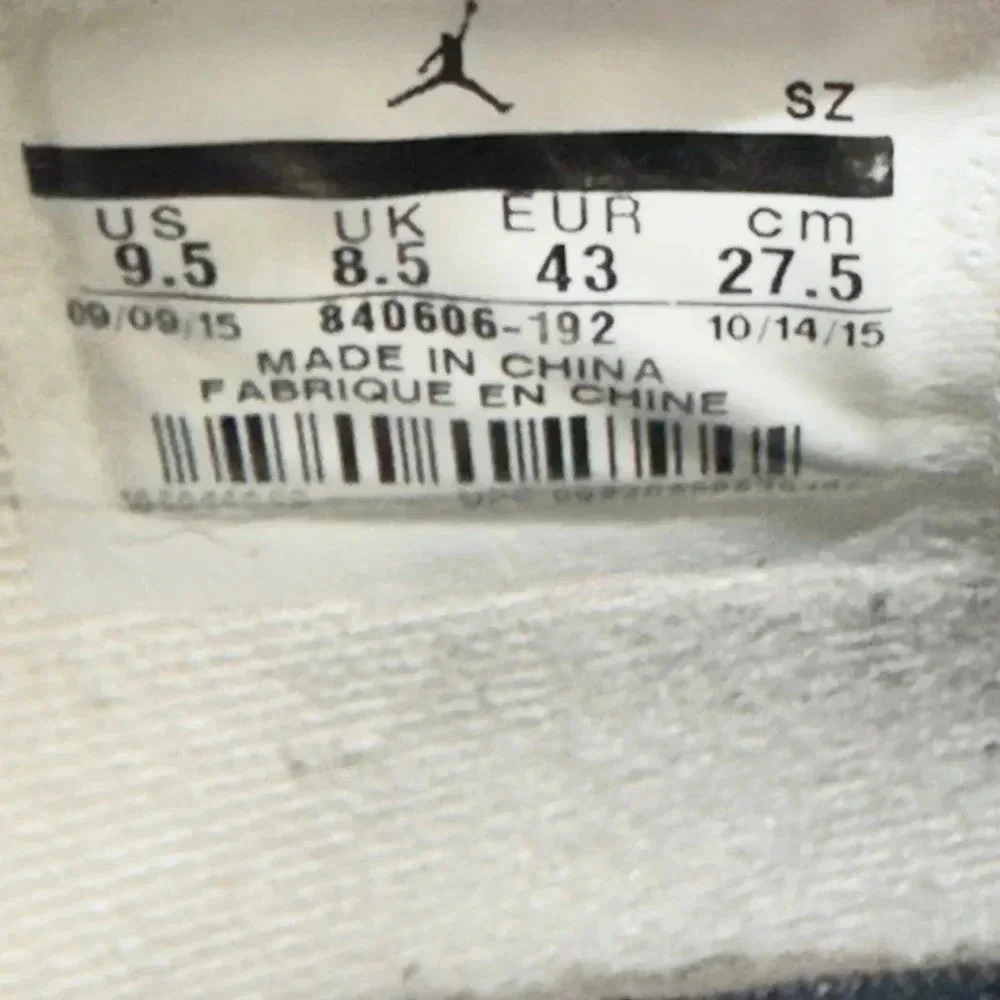 SZ
US UK EUR cm
9.5 8.5 43 27.5
09/09/15 840606-192 10/14/15
MADE IN CHINA
FABRIQUE EN CHINE
UPC